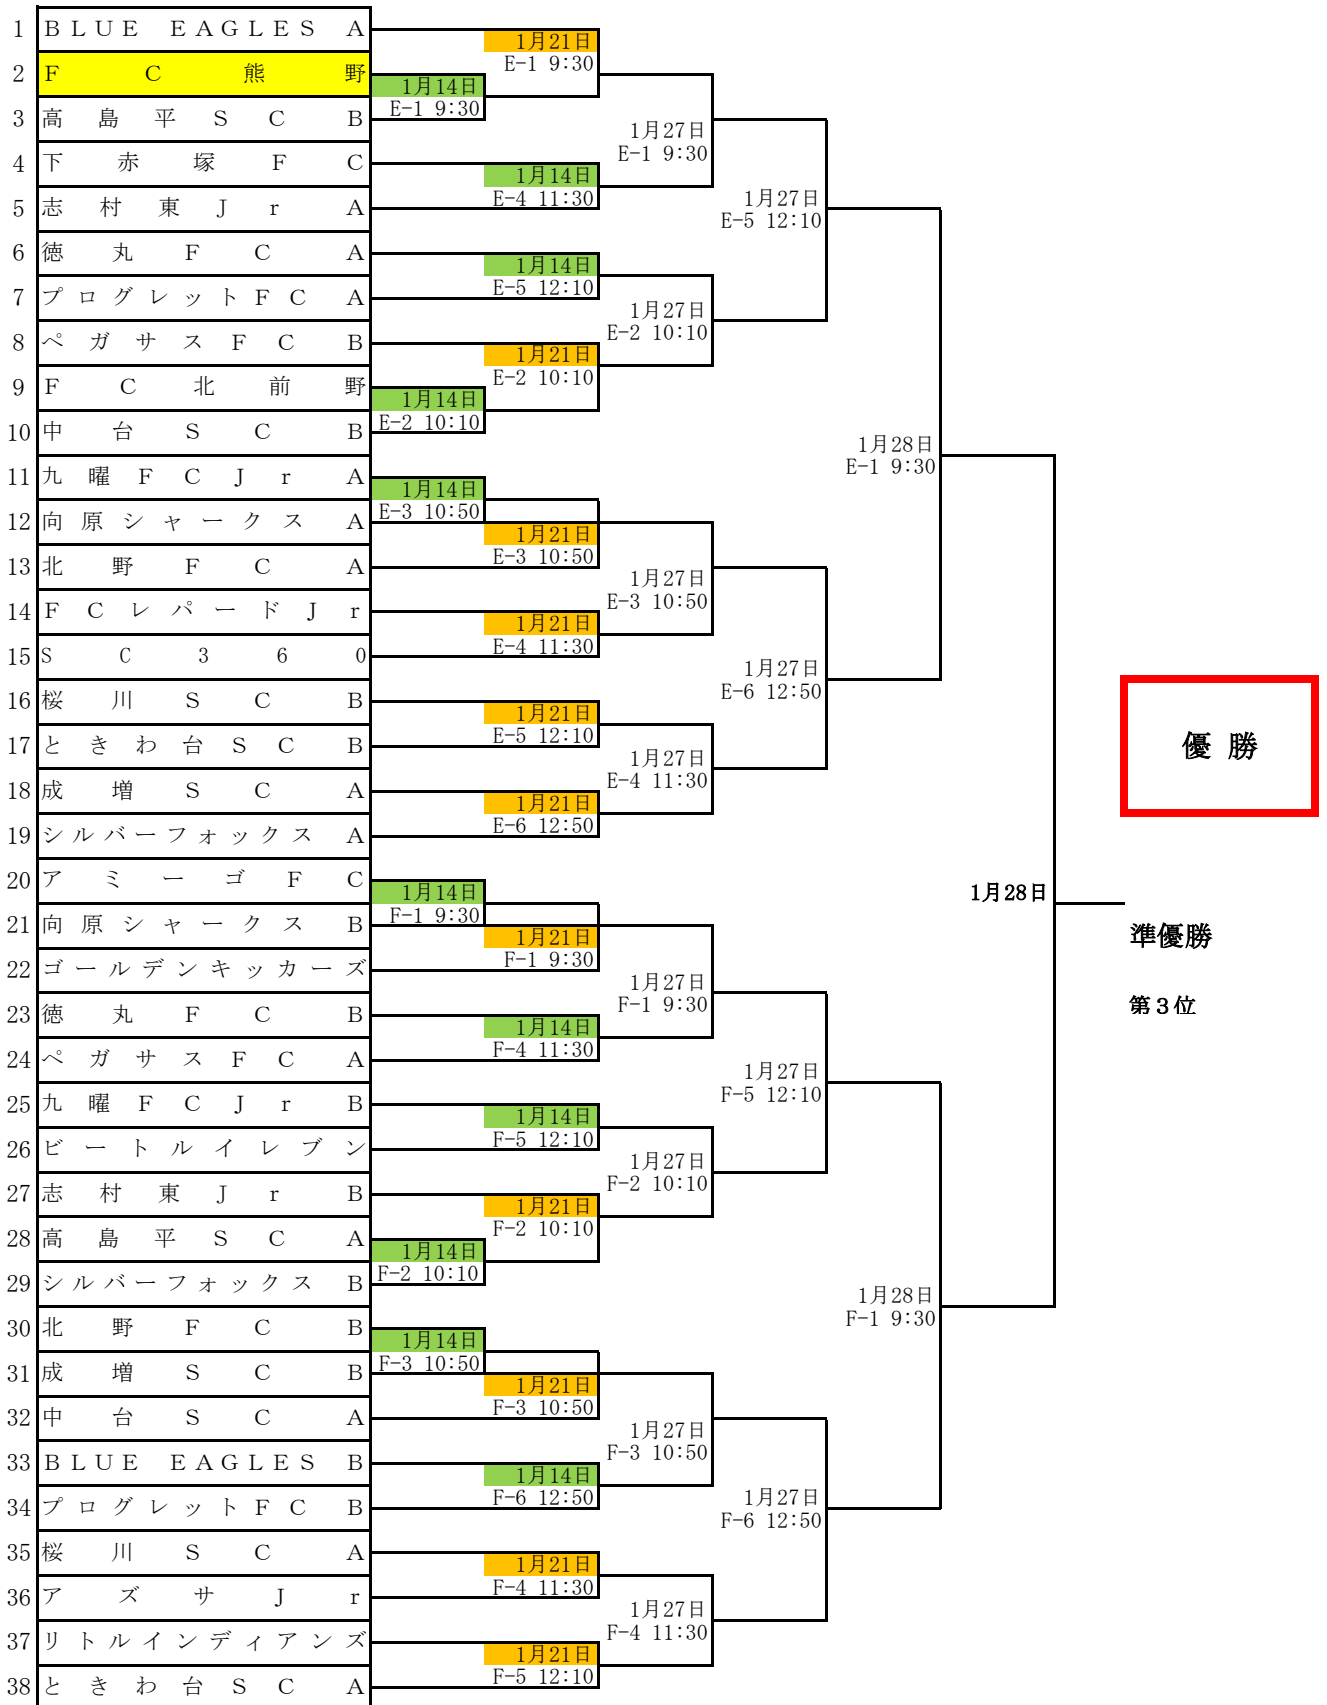 1 BLUE EAGLES A
1月21日
E-1 9:30
2 FC熊野
1月14日
E-1 9:30
3 高島平SC B
1月27日
E-1 9:30
4 下赤塚FC
1月14日
E-4 11:30
5 志村東Jr A
1月27日
E-5 12:10
6 徳丸FC A
1月14日
E-5 12:10
7 プログレットFC A
1月27日
E-2 10:10
8 ペガサスFC B
1月21日
E-2 10:10
9 FC北前野
1月14日
E-2 10:10
10 中台SC B
1月28日
E-1 9:30
11 九曜FCJr A
1月14日
E-3 10:50
12 向原シャークス A
1月21日
E-3 10:50
13 北野FC A
1月27日
E-3 10:50
14 FCレパードJr
1月21日
E-4 11:30
15 SC360
1月27日
E-6 12:50
16 桜川SC B
1月21日
E-5 12:10
17 ときわ台SC B
1月27日
E-4 11:30
優勝
18 成増SC A
1月21日
E-6 12:50
19 シルバーフォックス A
20 アミーゴFC
1月14日
F-1 9:30
1月28日
21 向原シャークス B
1月21日
F-1 9:30
準優勝
22 ゴールデンキッカーズ
1月27日
F-1 9:30
第3位
23 徳丸FC B
1月14日
F-4 11:30
24 ペガサスFC A
1月27日
F-5 12:10
25 九曜FCJr B
1月14日
F-5 12:10
26 ビートルイレブン
1月27日
F-2 10:10
27 志村東Jr B
1月21日
F-2 10:10
28 高島平SC A
1月14日
F-2 10:10
29 シルバーフォックス B
1月28日
F-1 9:30
30 北野FC B
1月14日
F-3 10:50
31 成増SC B
1月21日
F-3 10:50
32 中台SC A
1月27日
F-3 10:50
33 BLUE EAGLES B
1月14日
F-6 12:50
34 プログレットFC B
1月27日
F-6 12:50
35 桜川SC A
1月21日
F-4 11:30
36 アズサJr
1月27日
F-4 11:30
37 リトルインディアンズ
1月21日
F-5 12:10
38 ときわ台SC A